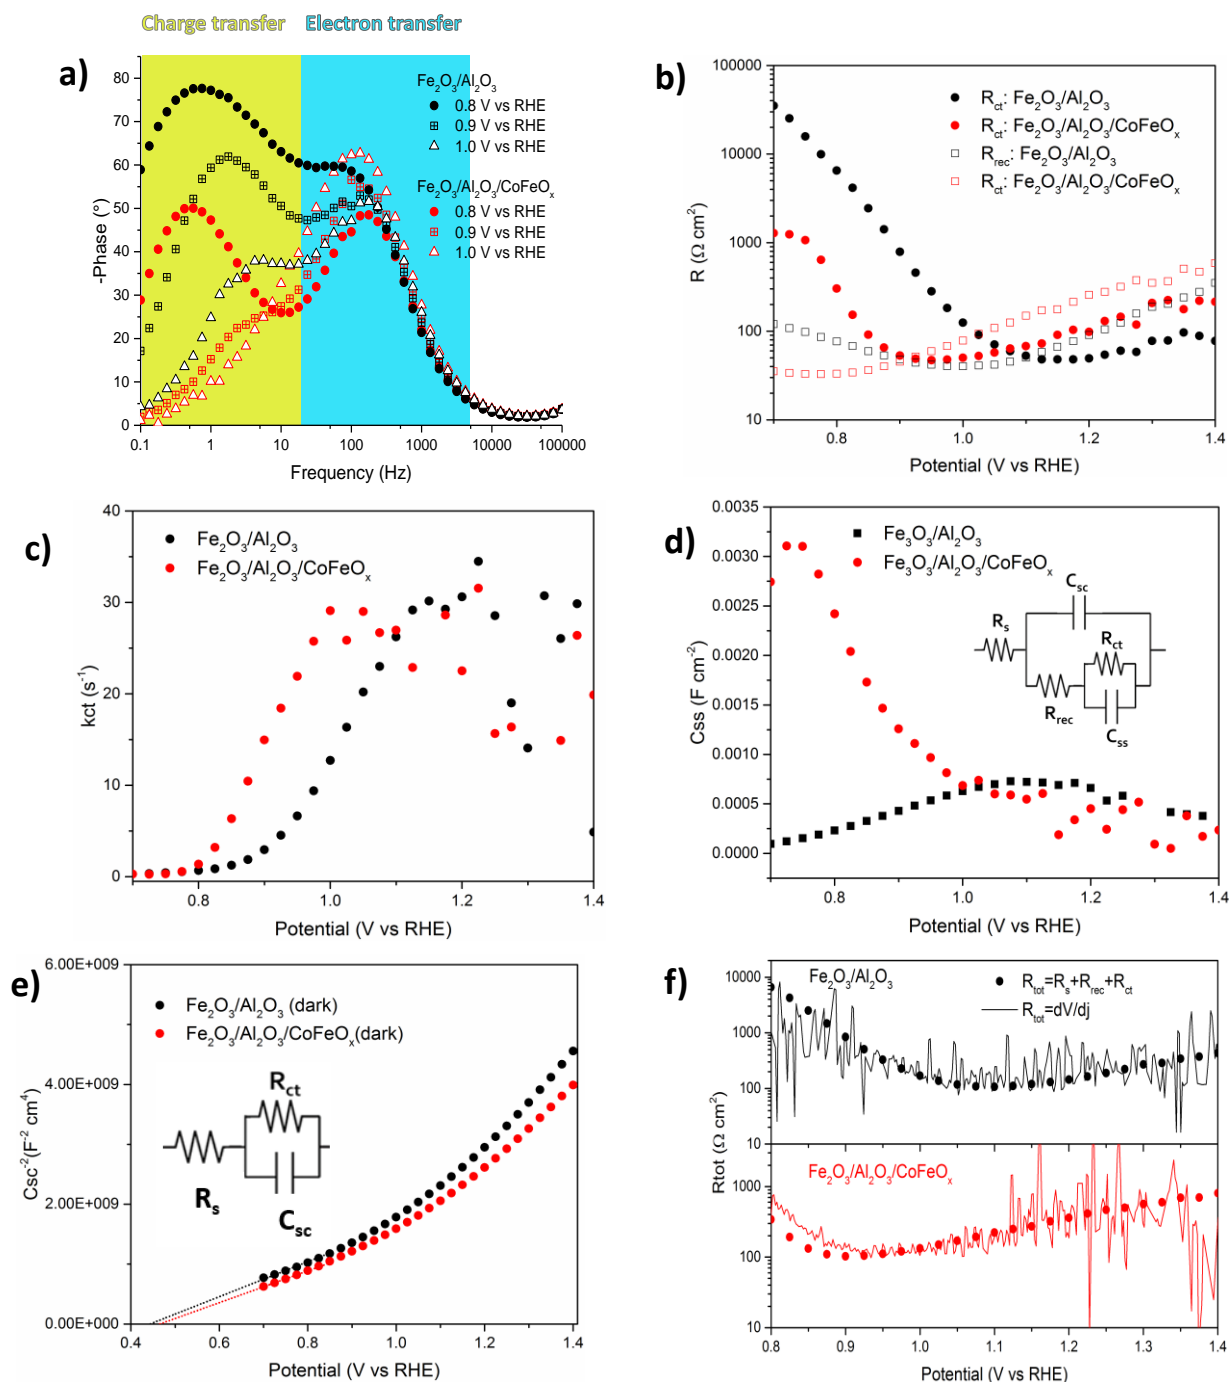 Charge transfer Electron transfer
a)
Fe2O3/Al2O3
0.8 V vs RHE
0.9 V vs RHE
1.0 V vs RHE
Fe2O3/Al2O3/CoFeOx
0.8 V vs RHE
0.9 V vs RHE
1.0 V vs RHE
-Phase (°)
80
70
60
50
40
30
20
10
0
0.1 1 10 100 1000 10000 100000
Frequency (Hz)
b)
Rct: Fe2O3/Al2O3
Rct: Fe2O3/Al2O3/CoFeOx
Rrec: Fe2O3/Al2O3
Rct: Fe2O3/Al2O3/CoFeOx
R (Ω cm2)
100000
10000
1000
100
10
0.8 1.0 1.2 1.4
Potential (V vs RHE)
c)
Fe2O3/Al2O3
Fe2O3/Al2O3/CoFeOx
kct (s-1)
40
30
20
10
0
0.8 1.0 1.2 1.4
Potential (V vs RHE)
d)
Fe3O3/Al2O3
Fe3O3/Al2O3/CoFeOx
Csc
Rs
Rct
Rrec
Css
Css (F cm-2)
0.0035
0.0030
0.0025
0.0020
0.0015
0.0010
0.0005
0.0000
0.8 1.0 1.2 1.4
Potential (V vs RHE)
e)
Fe2O3/Al2O3 (dark)
Fe2O3/Al2O3/CoFeOx(dark)
Rct
Rs
Csc
Csc-2(F-2 cm4)
6.00E+009
4.00E+009
2.00E+009
0.00E+000
0.4 0.6 0.8 1.0 1.2 1.4
Potential (V vs RHE)
f)
Fe2O3/Al2O3
Rtot=Rs+Rrec+Rct
Rtot=dV/dj
10000
1000
100
10
Fe2O3/Al2O3/CoFeOx
1000
100
10
Rtot (Ω cm2)
0.8 0.9 1.0 1.1 1.2 1.3 1.4
Potential (V vs RHE)